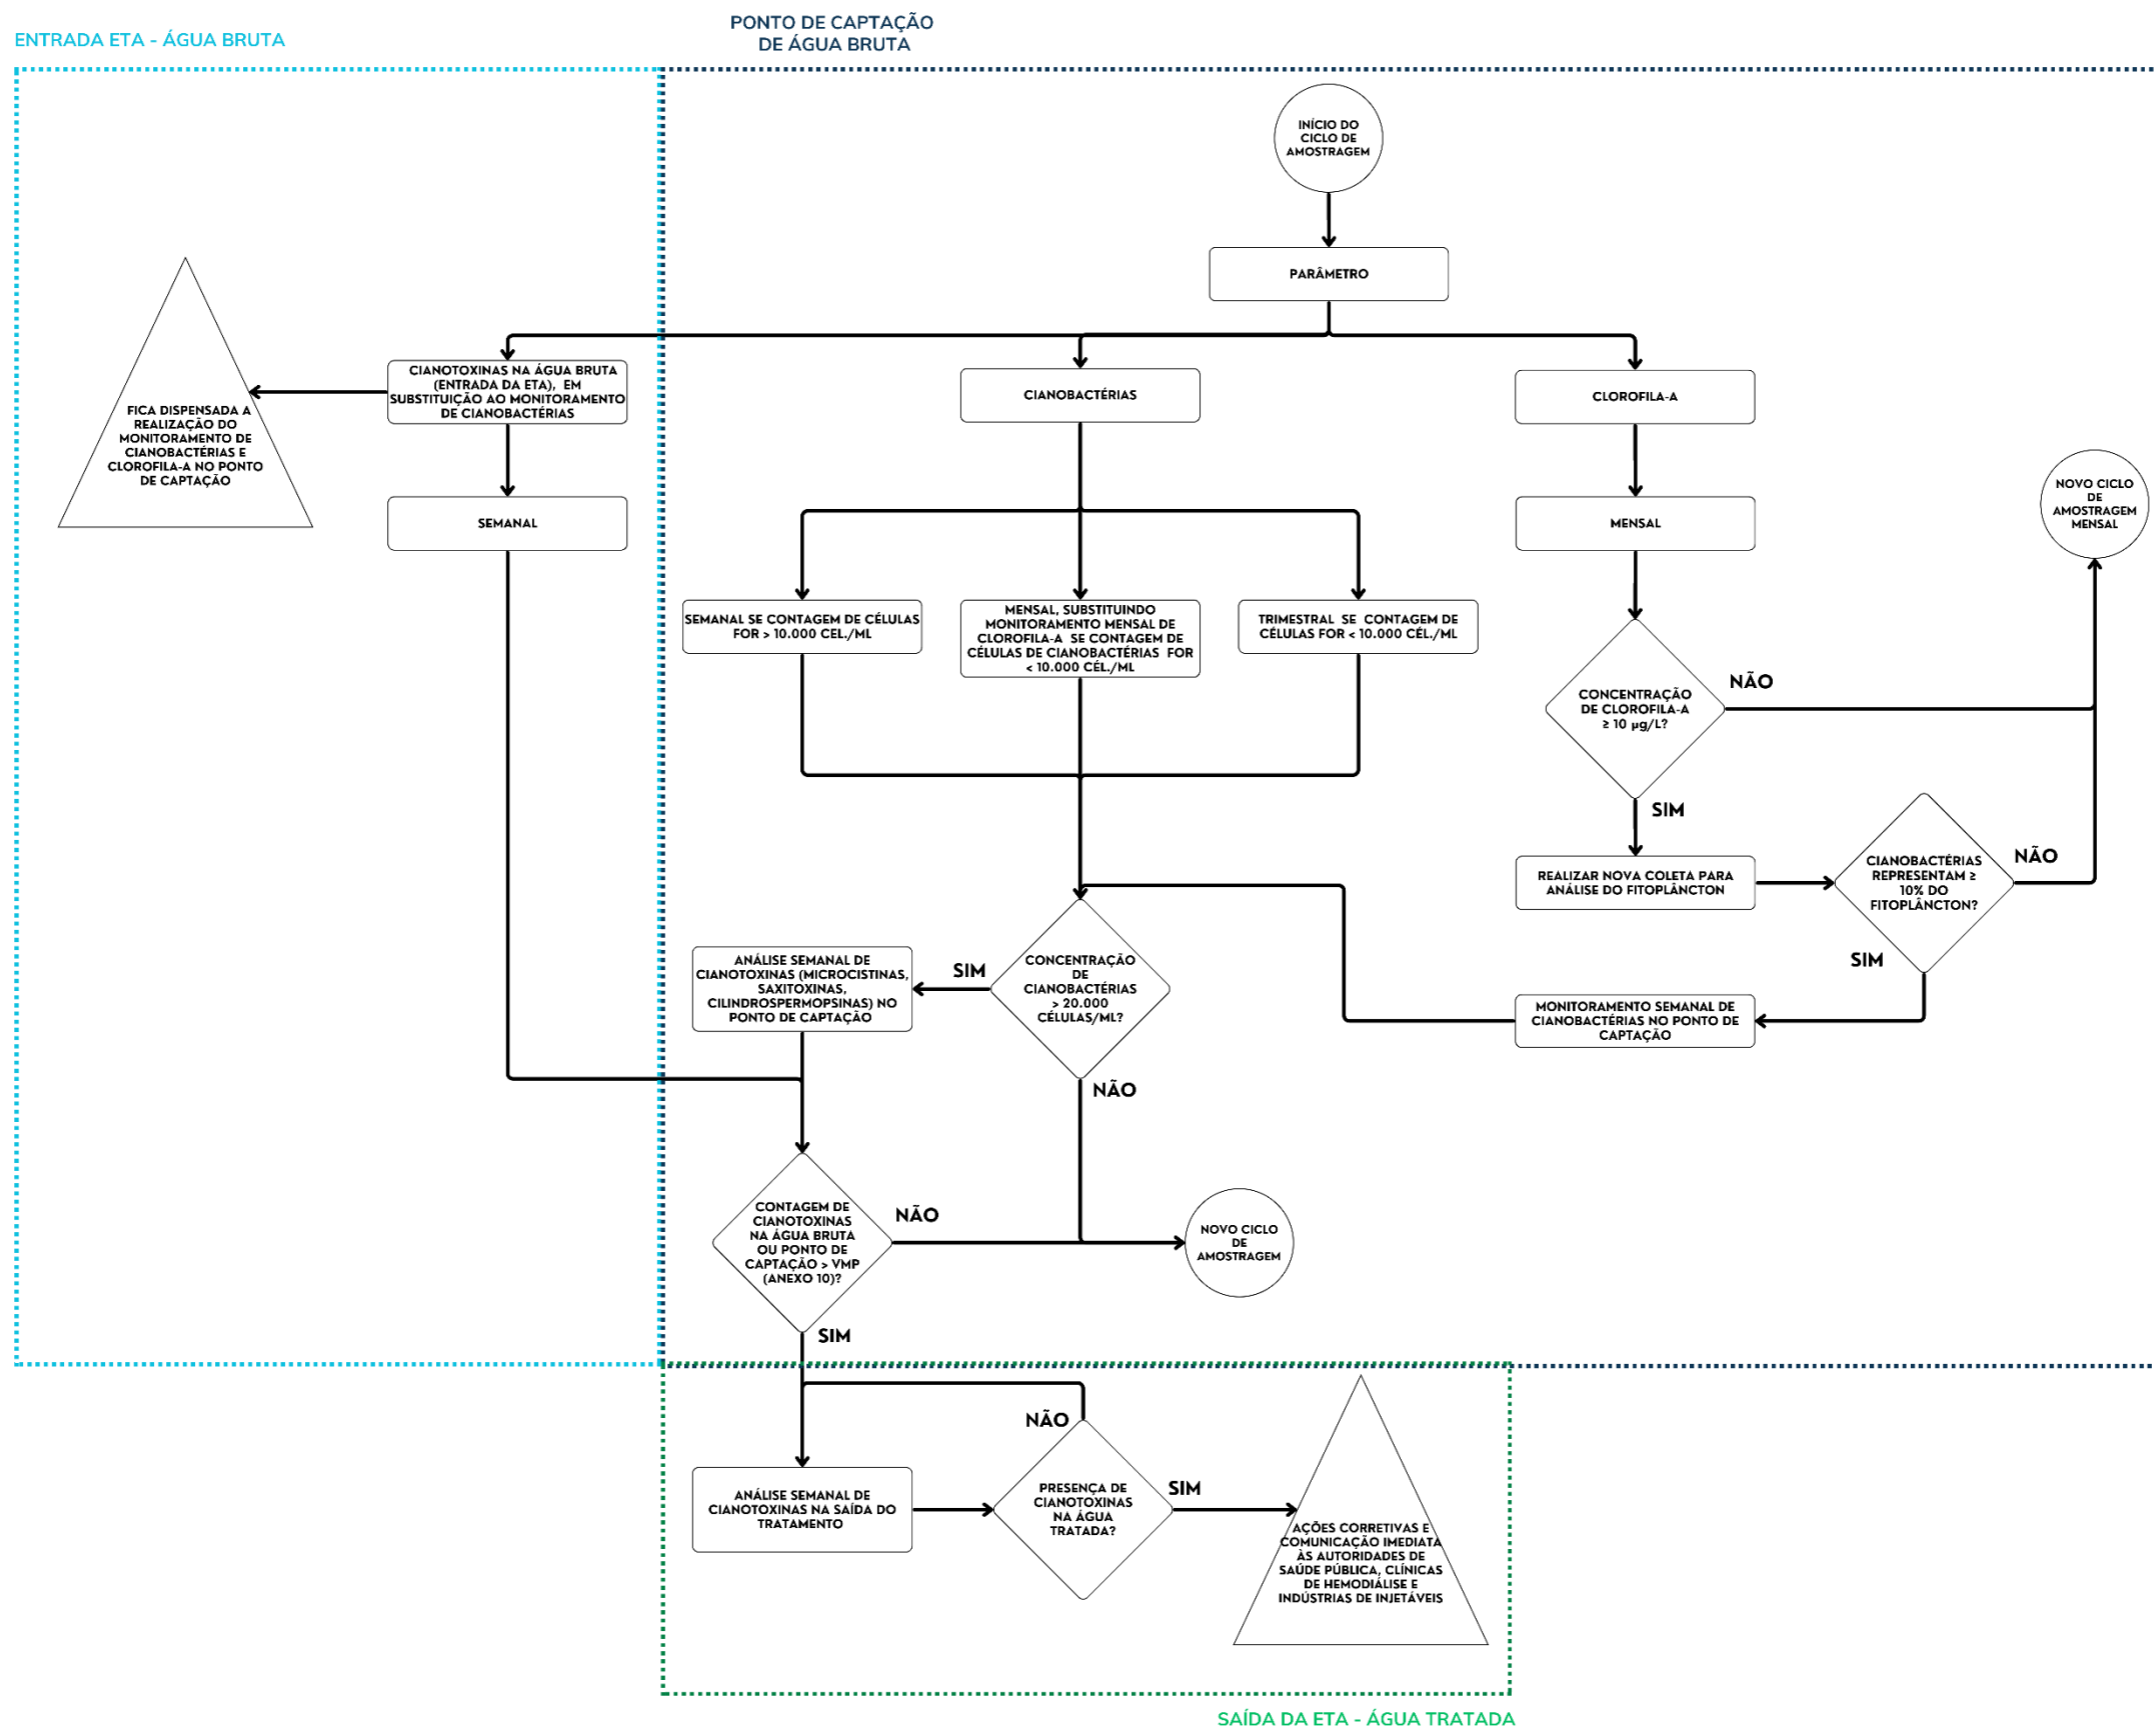 ENTRADA ETA - ÁGUA BRUTA
PONTO DE CAPTAÇÃO
DE ÁGUA BRUTA
INÍCIO DO
CICLO DE
AMOSTRAGEM
PARÂMETRO
CIANOTOXINAS NA ÁGUA BRUTA
(ENTRADA DA ETA), EM
SUBSTITUIÇÃO AO MONITORAMENTO
DE CIANOBACTÉRIAS
CIANOBACTÉRIAS
CLOROFILA-A
FICA DISPENSADA A
REALIZAÇÃO DO
MONITORAMENTO DE
CIANOBACTÉRIAS E
CLOROFILA-A NO PONTO
DE CAPTAÇÃO
SEMANAL
MENSAL
NOVO CICLO
DE
AMOSTRAGEM
MENSAL
SEMANAL SE CONTAGEM DE CÉLULAS
FOR > 10.000 CEL./ML
MENSAL, SUBSTITUINDO
MONITORAMENTO MENSAL DE
CLOROFILA-A SE CONTAGEM DE
CÉLULAS DE CIANOBACTÉRIAS FOR
< 10.000 CÉL./ML
TRIMESTRAL SE CONTAGEM DE
CÉLULAS FOR < 10.000 CÉL./ML
CONCENTRAÇÃO
DE CLOROFILA-A
≥ 10 µg/L?
NÃO
SIM
REALIZAR NOVA COLETA PARA
ANÁLISE DO FITOPLÂNCTON
CIANOBACTÉRIAS
REPRESENTAM ≥
10% DO
FITOPLÂNCTON?
NÃO
SIM
MONITORAMENTO SEMANAL DE
CIANOBACTÉRIAS NO PONTO DE
CAPTAÇÃO
CONCENTRAÇÃO
DE
CIANOBACTÉRIAS
> 20.000
CÉLULAS/ML?
SIM
NÃO
ANÁLISE SEMANAL DE
CIANOTOXINAS (MICROCISTINAS,
SAXITOXINAS,
CILINDROSPERMOPSINAS) NO
PONTO DE CAPTAÇÃO
CONTAGEM DE
CIANOTOXINAS
NA ÁGUA BRUTA
OU PONTO DE
CAPTAÇÃO > VMP
(ANEXO 10)?
NÃO
SIM
NOVO CICLO
DE
AMOSTRAGEM
ANÁLISE SEMANAL DE
CIANOTOXINAS NA SAÍDA DO
TRATAMENTO
NÃO
PRESENÇA DE
CIANOTOXINAS
NA ÁGUA
TRATADA?
SIM
AÇÕES CORRETIVAS E
COMUNICAÇÃO IMEDIATA
ÀS AUTORIDADES DE
SAÚDE PÚBLICA, CLÍNICAS
DE HEMODIÁLISE E
INDÚSTRIAS DE INJETÁVEIS
SAÍDA DA ETA - ÁGUA TRATADA